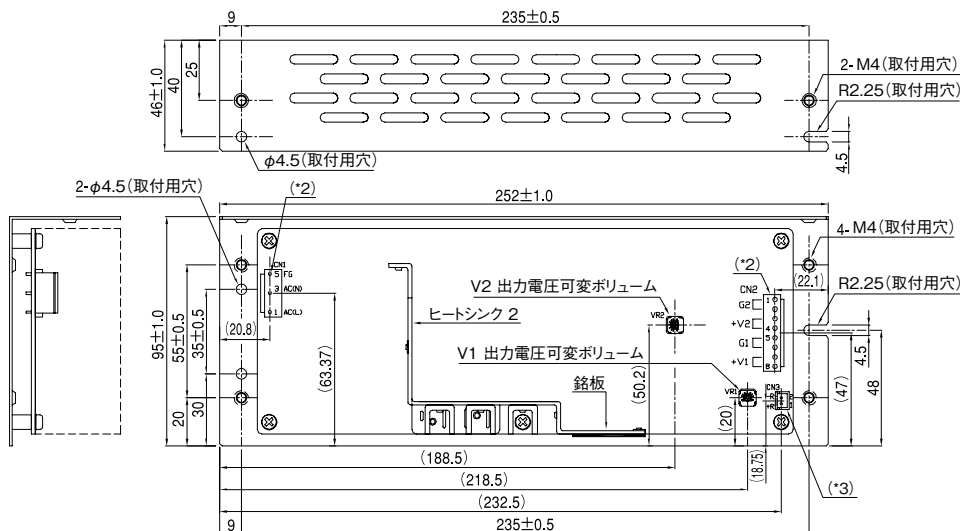 9
235±0.5
46±1.0
40
25
2- M4(取付用穴)
R2.25(取付用穴)
4.5
φ4.5(取付用穴)
2-φ4.5(取付用穴)
(*2)
252±1.0
4- M4(取付用穴)
CN1
5 FG
3 AC(N)
1 AC(L)
(*2)
(22.1)
CN2
G2
+V2
G1
+V1
1
4
5
8
R2.25(取付用穴)
V2 出力電圧可変ボリューム
VR2
ヒートシンク 2
V1 出力電圧可変ボリューム
VR1
銘板
CN3
-R
+R
95±1.0
55±0.5
35±0.5
(20.8)
(63.37)
(50.2)
20
30
(20)
(18.75)
4.5
(47)
48
(188.5)
(218.5)
(*3)
(232.5)
9
235±0.5